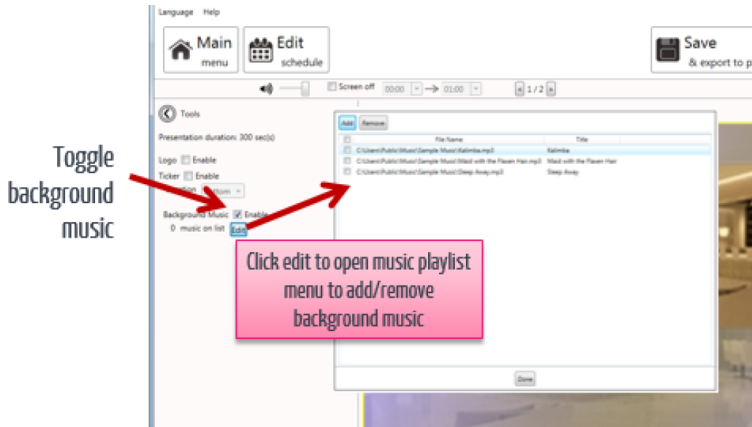 Language Help
Main
menu
Edit
schedule
Save
& export to p
Screen off 00:00 01:00 1 / 2
Tools
Presentation duration: 300 sec(s)
Logo Enable
Ticker Enable
Background Music Enable
0 music on list Edit
Add Remove
File Name Title
C:\Users\Public\Music\Sample Music\Kalimba.mp3 Kalimba
C:\Users\Public\Music\Sample Music\Maid with the Flaxen Hair.mp3 Maid with the Flaxen Hair
C:\Users\Public\Music\Sample Music\Sleep Away.mp3 Sleep Away
Done
Toggle
background
music
Click edit to open music playlist
menu to add/remove
background music